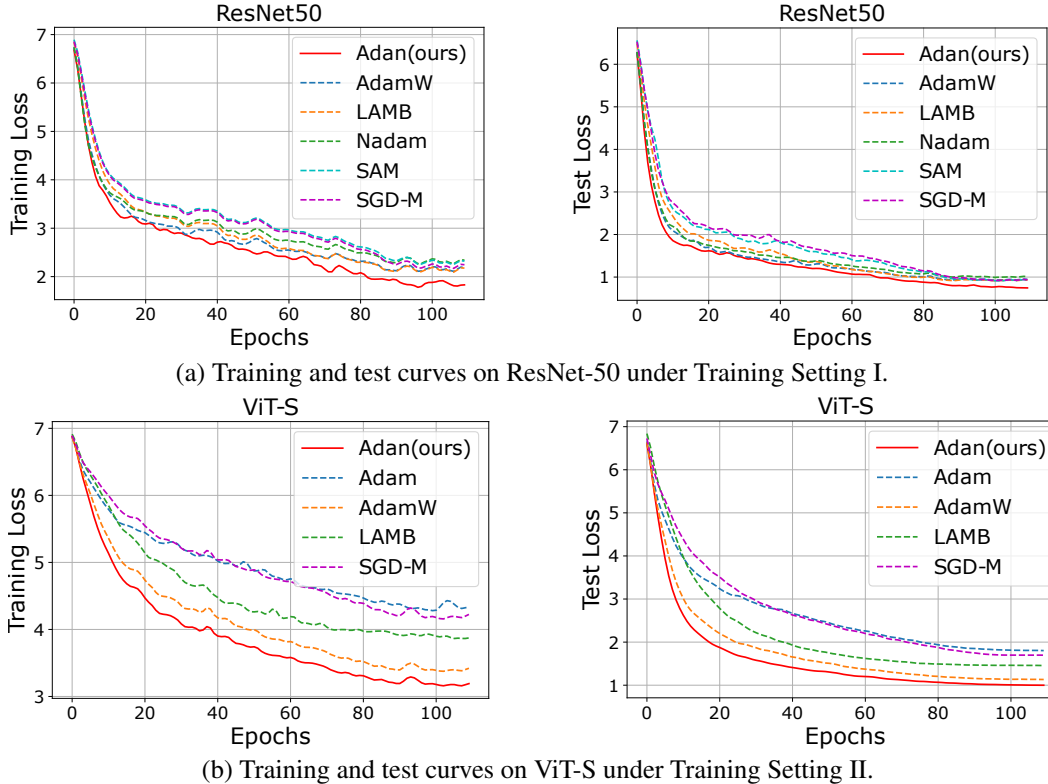 ResNet50
Training Loss
7
6
5
4
3
2
0 20 40 60 80 100
Epochs
Adan(ours)
AdamW
LAMB
Nadam
SAM
SGD-M
ResNet50
Test Loss
6
5
4
3
2
1
0 20 40 60 80 100
Epochs
Adan(ours)
AdamW
LAMB
Nadam
SAM
SGD-M
(a) Training and test curves on ResNet-50 under Training Setting I.
ViT-S
Training Loss
7
6
5
4
3
0 20 40 60 80 100
Epochs
Adan(ours)
Adam
AdamW
LAMB
SGD-M
ViT-S
Test Loss
7
6
5
4
3
2
1
0 20 40 60 80 100
Epochs
Adan(ours)
Adam
AdamW
LAMB
SGD-M
(b) Training and test curves on ViT-S under Training Setting II.